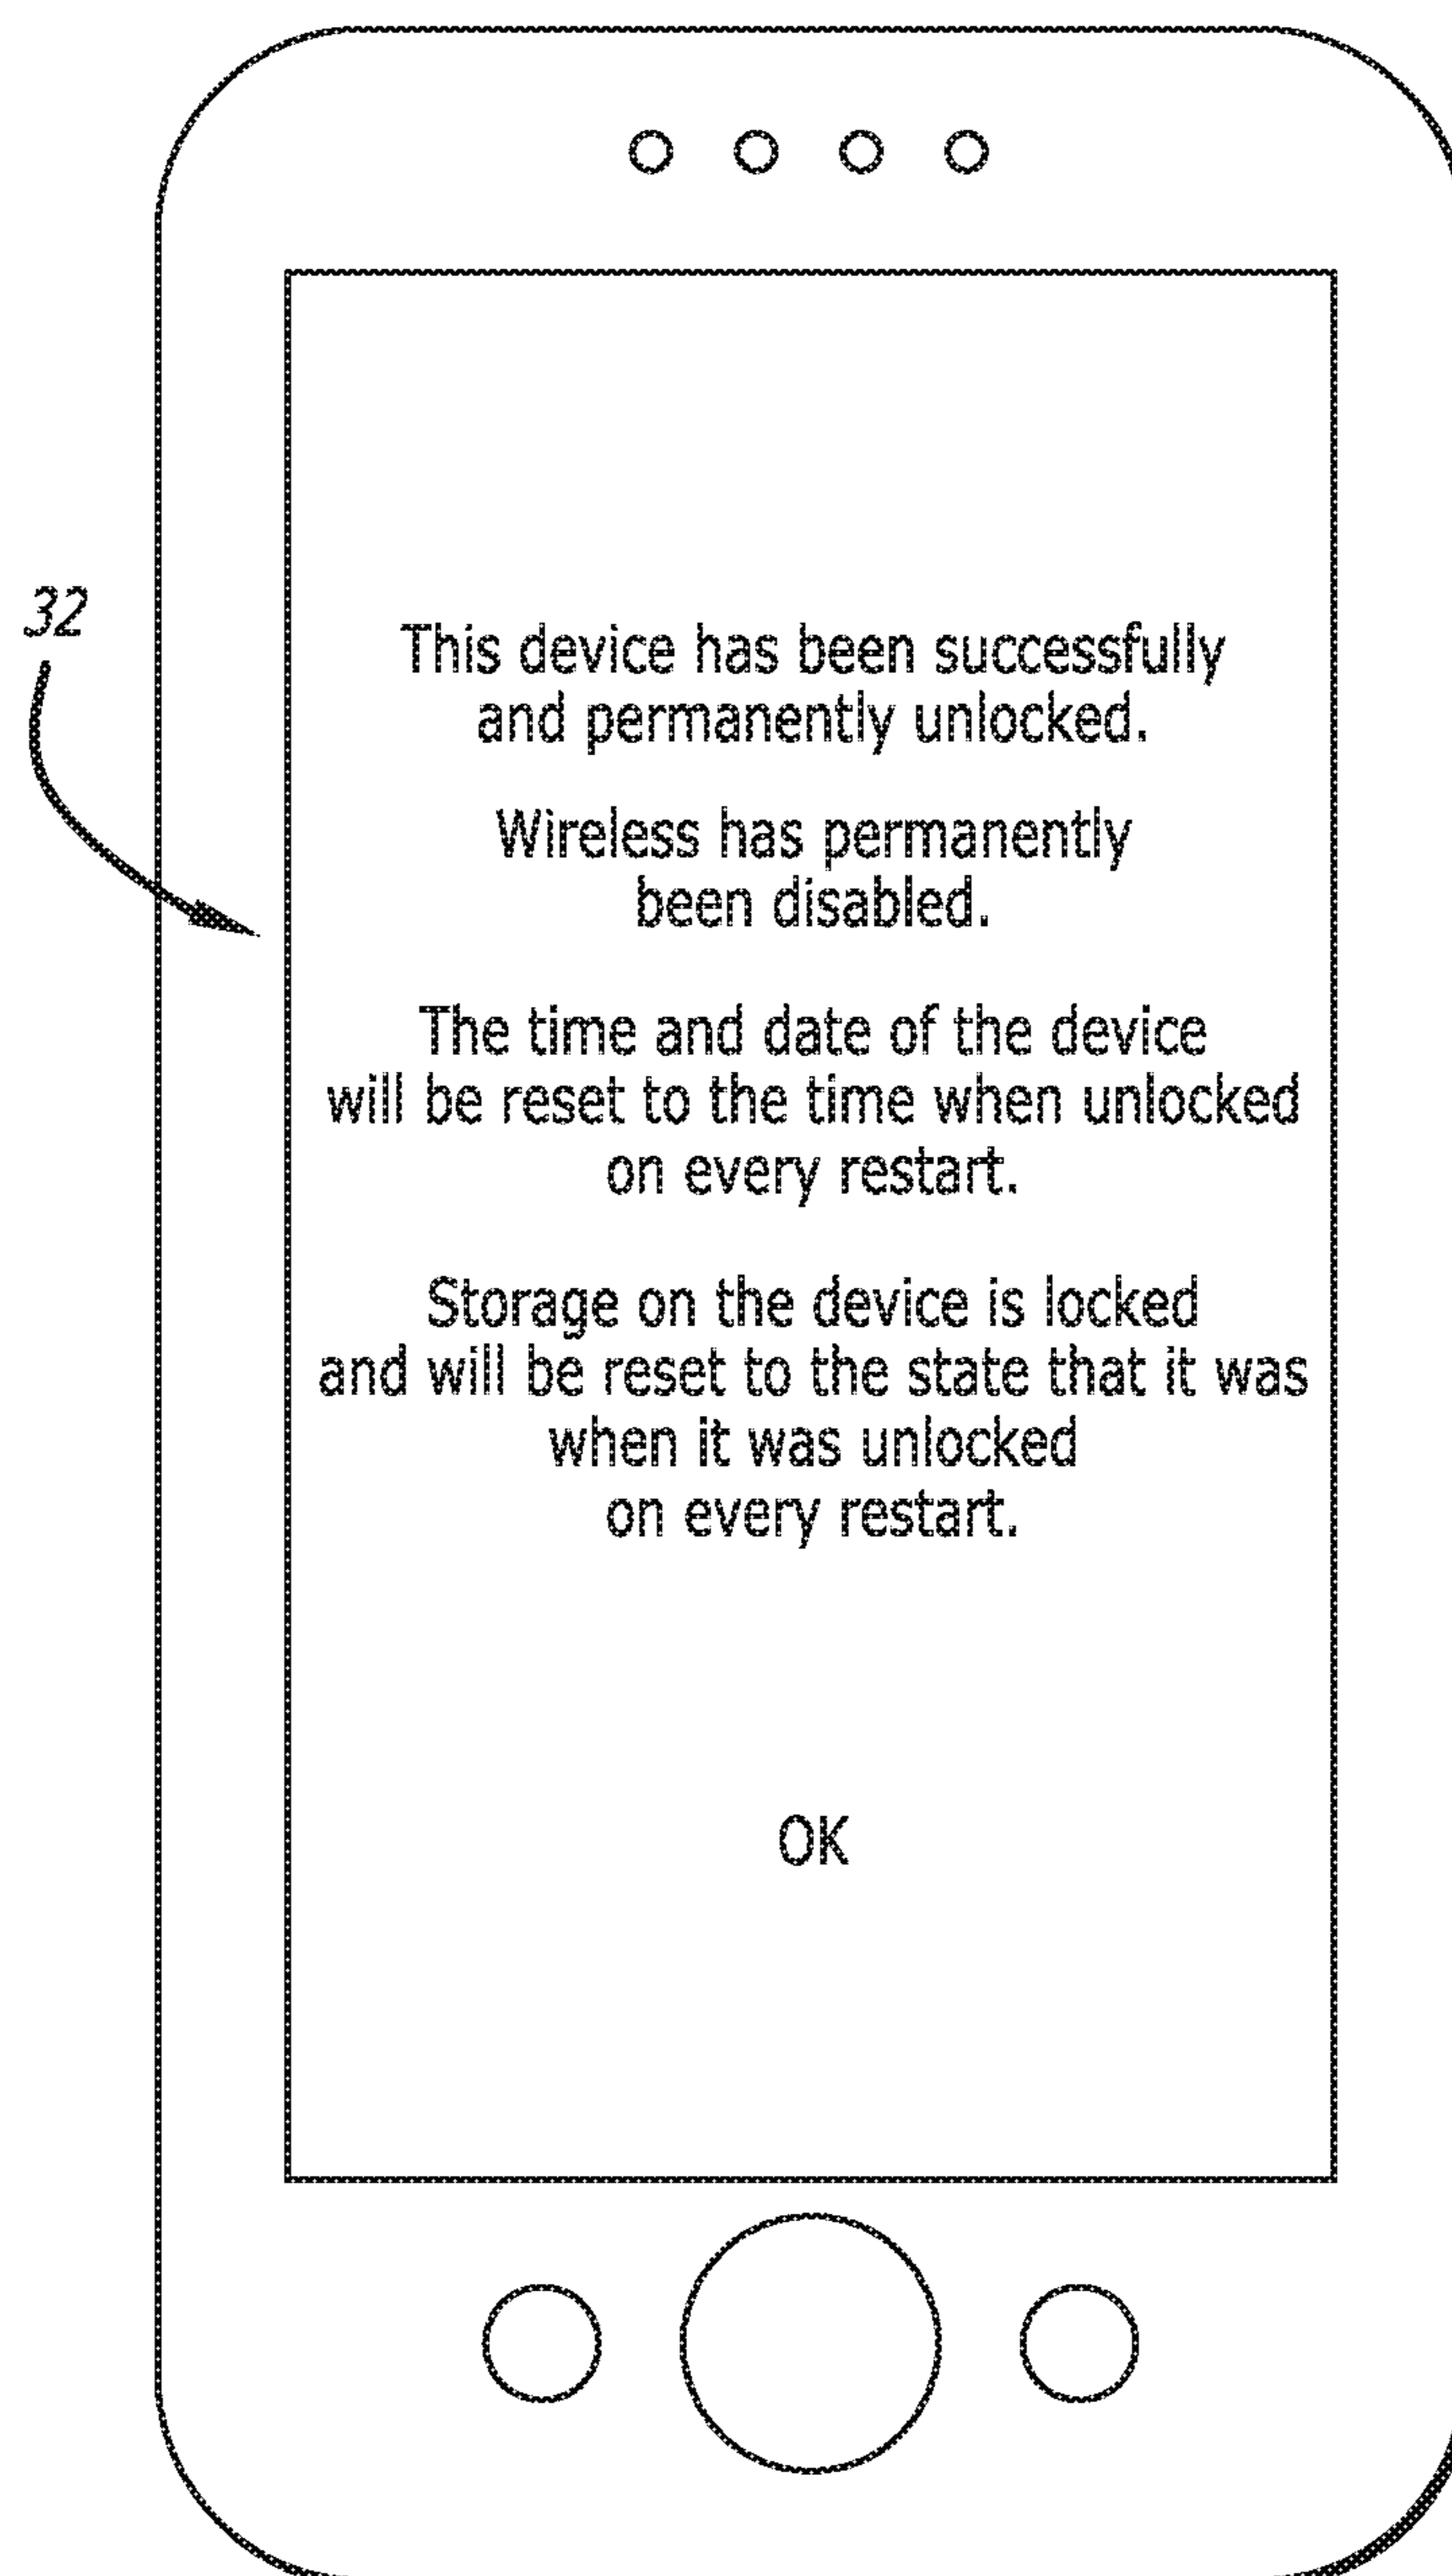 32
This device has been successfully
and permanently unlocked.
Wireless has permanently
been disabled.
The time and date of the device
will be reset to the time when unlocked
on every restart.
Storage on the device is locked
and will be reset to the state that it was
when it was unlocked
on every restart.
OK